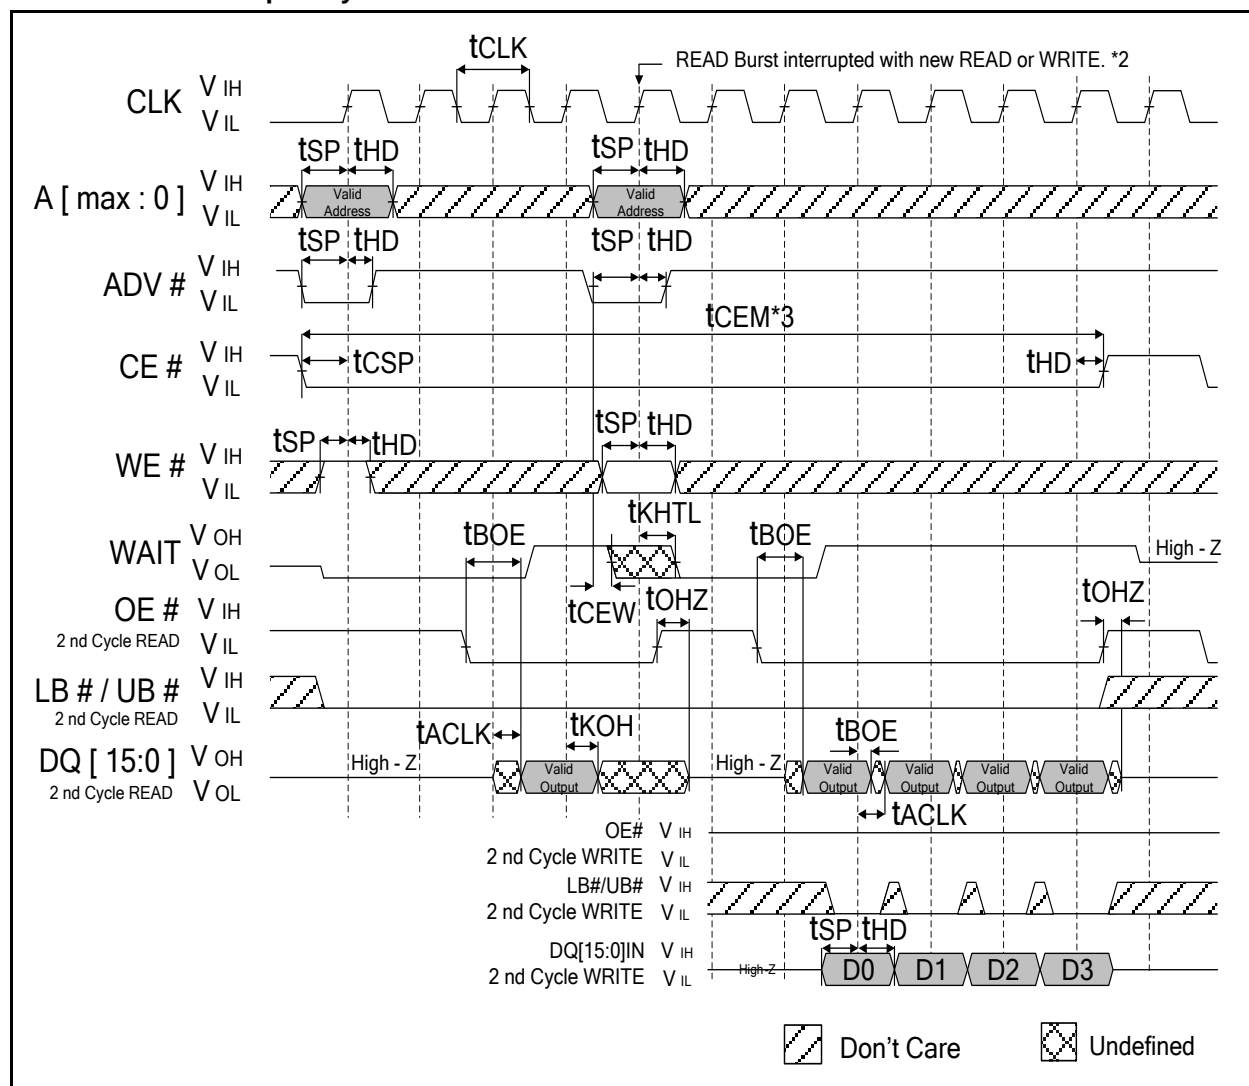 tCLK
READ Burst interrupted with new READ or WRITE. *2
CLK V IH
V IL
tSP tHD tSP tHD
A [ max : 0 ] V IH
V IL
Valid Address Valid Address
tSP tHD tSP tHD
ADV # V IH
V IL
tCEM*3
CE # V IH
V IL
tCSP tHD
tSP tHD tSP tHD
WE # V IH
V IL
tKHTL
WAIT V OH
V OL
tBOE tBOE High - Z
tCEW tOHZ tOHZ
OE # V IH
2 nd Cycle READ V IL
LB # / UB # V IH
2 nd Cycle READ V IL
tACLK tKOH tBOE
DQ [ 15:0 ] V OH
2 nd Cycle READ V OL
High - Z Valid Output High - Z Valid Output Valid Output Valid Output Valid Output
tACLK
OE# V IH
2 nd Cycle WRITE V IL
LB#/UB# V IH
2 nd Cycle WRITE V IL
tSP tHD
DQ[15:0]IN V IH
2 nd Cycle WRITE V IL
High-Z D0 D1 D2 D3
Don't Care Undefined